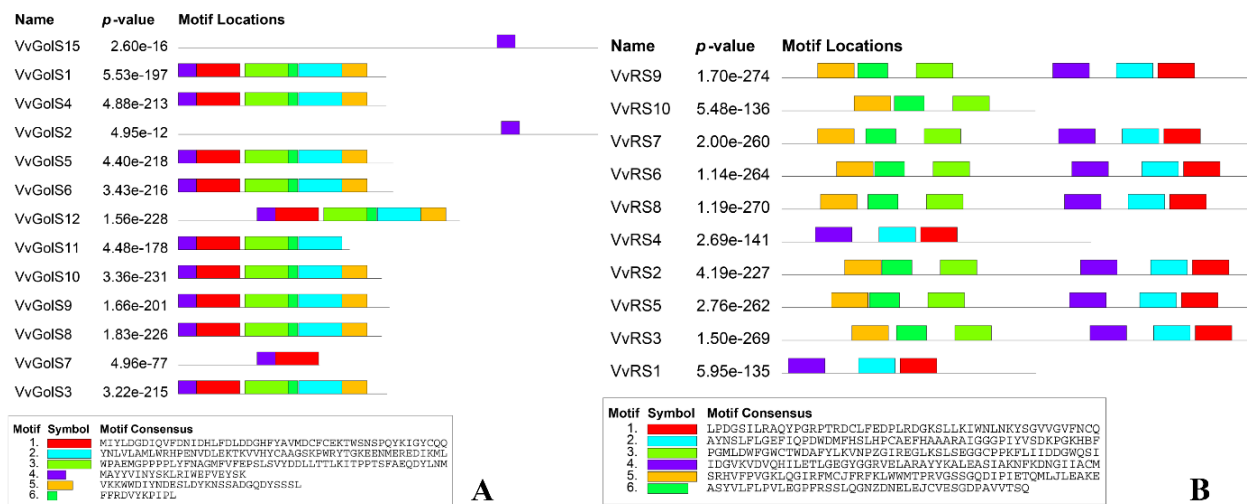 Name p-value Motif Locations
VvGolS15 2.60e-16
VvGolS1 5.53e-197
VvGolS4 4.88e-213
VvGolS2 4.95e-12
VvGolS5 4.40e-218
VvGolS6 3.43e-216
VvGolS12 1.56e-228
VvGolS11 4.48e-178
VvGolS10 3.36e-231
VvGolS9 1.66e-201
VvGolS8 1.83e-226
VvGolS7 4.96e-77
VvGolS3 3.22e-215
Motif Symbol Motif Consensus
1. MIYLDGDIQVFDNIDHLFDLDDGHFYAVMDCFCEKTWSNSPQYKIGYCQQ
2. YNLVLAMLWRHPENVDLEKTKVVHYCAAGSKPWRYTGKEENMEREDIKML
3. WPAEMGPPPPLYFNAGMFVFEPSLSVYDDLLTTLKITPPTSFAEQDYLNM
4. MAYYVINYSKLRIWEFVEYSK
5. VKKWWDIYNDESLDYKNSSADGQDYSSSL
6. FFRDVYKPIPL
A
Name p-value Motif Locations
VvRS9 1.70e-274
VvRS10 5.48e-136
VvRS7 2.00e-260
VvRS6 1.14e-264
VvRS8 1.19e-270
VvRS4 2.69e-141
VvRS2 4.19e-227
VvRS5 2.76e-262
VvRS3 1.50e-269
VvRS1 5.95e-135
Motif Symbol Motif Consensus
1. LPDGSILRAQYPGRPTRDCLFEDPLRDGKSLLKIWNLNKYSGVVGVFNCQ
2. AYNSLFLGEFIQPDWDMFHSLHPCAEFHAAARAIGGGPIYVSDKPGKHBF
3. PGMLDWFGWCTWDAFYLKVNPZGIREGLKSLSEGGCPPKFLIIDDGWQSI
4. IDGVKVDVQHILETLGEGYGGRVELARAYYKALEASIAKNFKDNGIIACM
5. SRHVFPVGKLQGIRFMCJFRFKLWWMTPRVGSSGQDIPIETQMLJLEAKE
6. ASYVLFLPVLEGPFRSSLQGNZDNELEJCVESGDPAVVTSQ
B